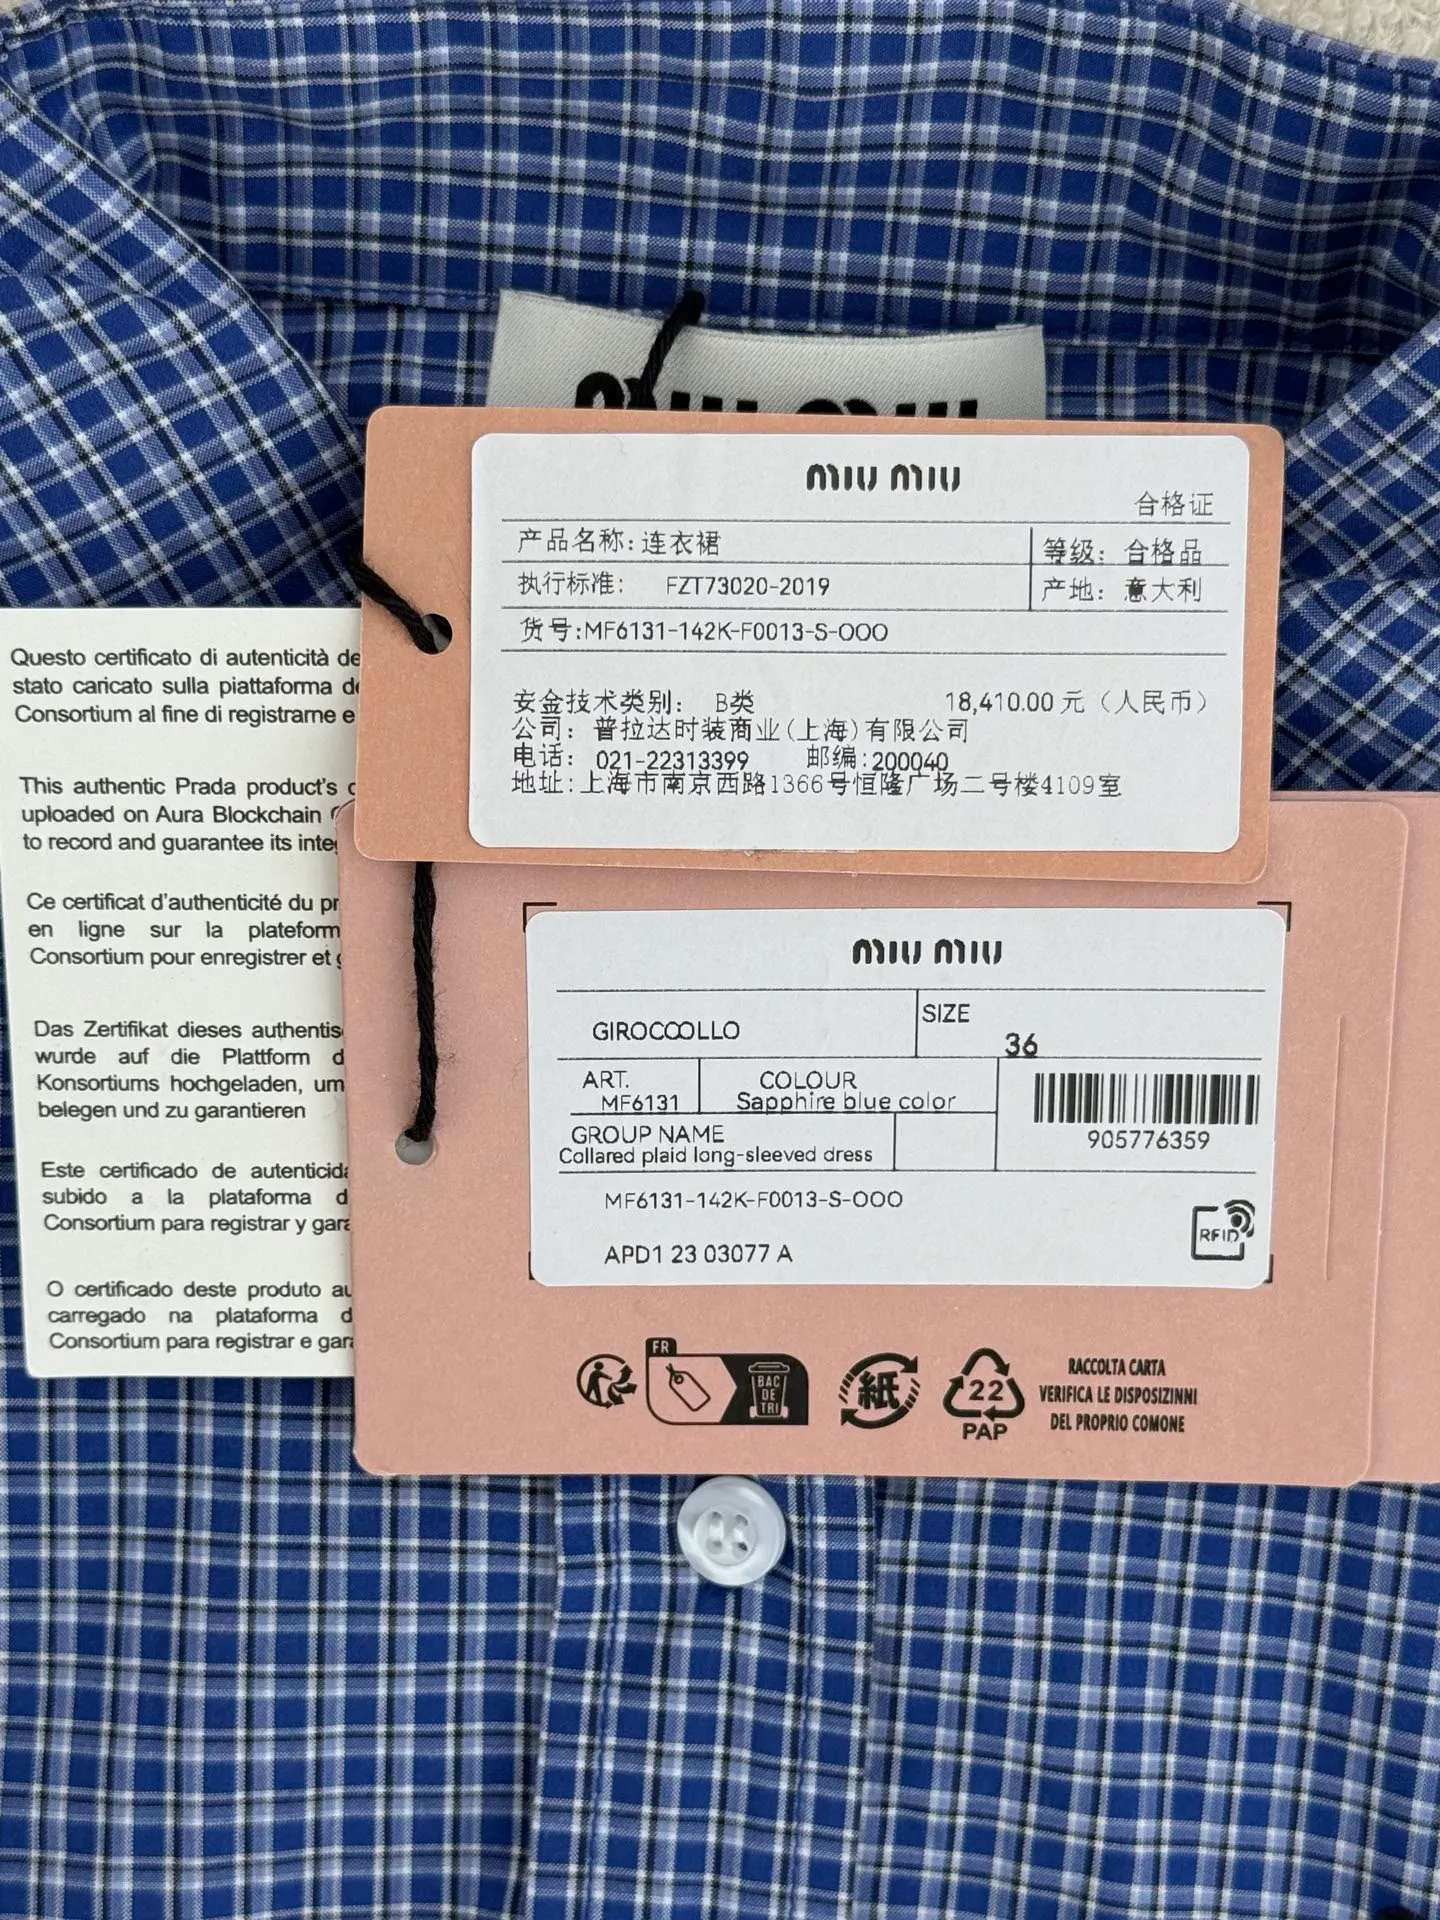 miu miu
合格证
产品名称: 连衣裙
等级: 合格品
执行标准: FZT73020-2019
产地: 意大利
货号:MF6131-142K-F0013-S-OOO
安金技术类别: B类 18,410.00 元（人民币）
公司: 普拉达时装商业(上海)有限公司
电话: 021-22313399 邮编:200040
地址:上海市南京西路1366号恒隆广场二号楼4109室
Questo certificato di autenticità de
stato caricato sulla piattaforma de
Consortium al fine di registrarne e
This authentic Prada product's c
uploaded on Aura Blockchain
to record and guarantee its inte
Ce certificat d'authenticité du pr
en ligne sur la plateform
Consortium pour enregistrer et
Das Zertifikat dieses authentis
wurde auf die Plattform d
Konsortiums hochgeladen, um
belegen und zu garantieren
Este certificado de autenticida
subido a la plataforma d
Consortium para registrar y gara
O certificado deste produto au
carregado na plataforma d
Consortium para registrar e gara
miu miu
GIROCOOLLO
SIZE
36
ART.
MF6131
COLOUR
Sapphire blue color
GROUP NAME
Collared plaid long-sleeved dress
905776359
MF6131-142K-F0013-S-OOO
RFID
APD1 23 03077 A
FR
BAC
DE
TRI
紙
22
PAP
RACCOLTA CARTA
VERIFICA LE DISPOSIZINNI
DEL PROPRIO COMONE